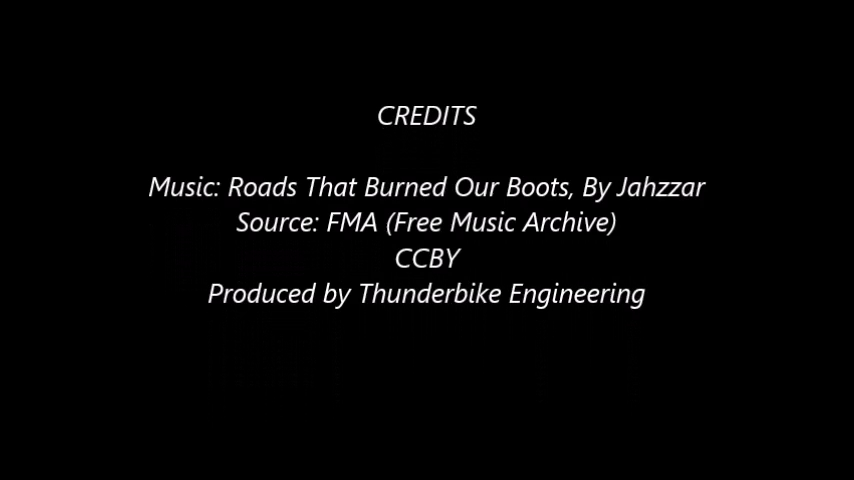 CREDITS
Music: Roads That Burned Our Boots, By Jahzzar
Source: FMA (Free Music Archive)
CCBY
Produced by Thunderbike Engineering